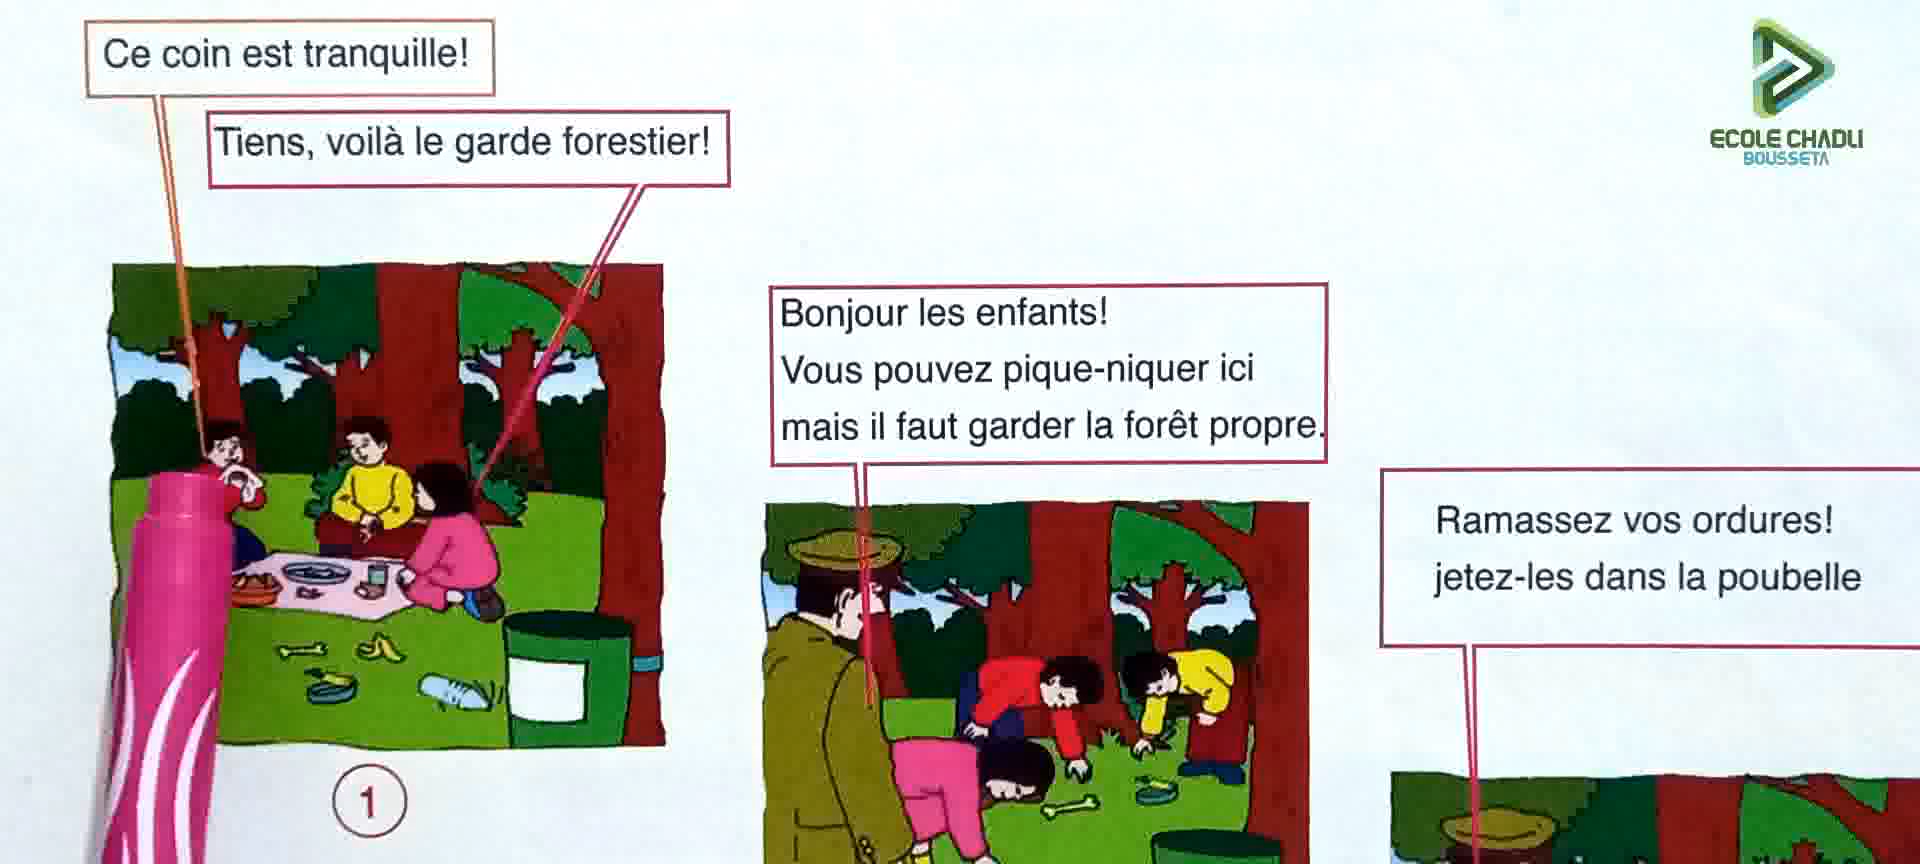 Ce coin est tranquille!
Tiens, voilà le garde forestier!
Bonjour les enfants!
Vous pouvez pique-niquer ici
mais il faut garder la forêt propre.
Ramassez vos ordures!
jetez-les dans la poubelle
1
ECOLE CHADLI
BOUSSETA